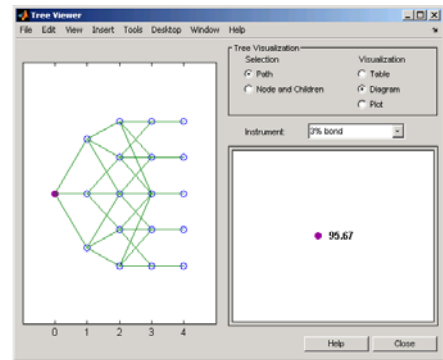 Tree Viewer
File Edit View Insert Tools Desktop Window Help
Tree Visualization
Selection
Visualization
Path
Table
Node and Children
Diagram
Plot
Instrument: 3% bond
95.67
0 1 2 3 4
Help Close